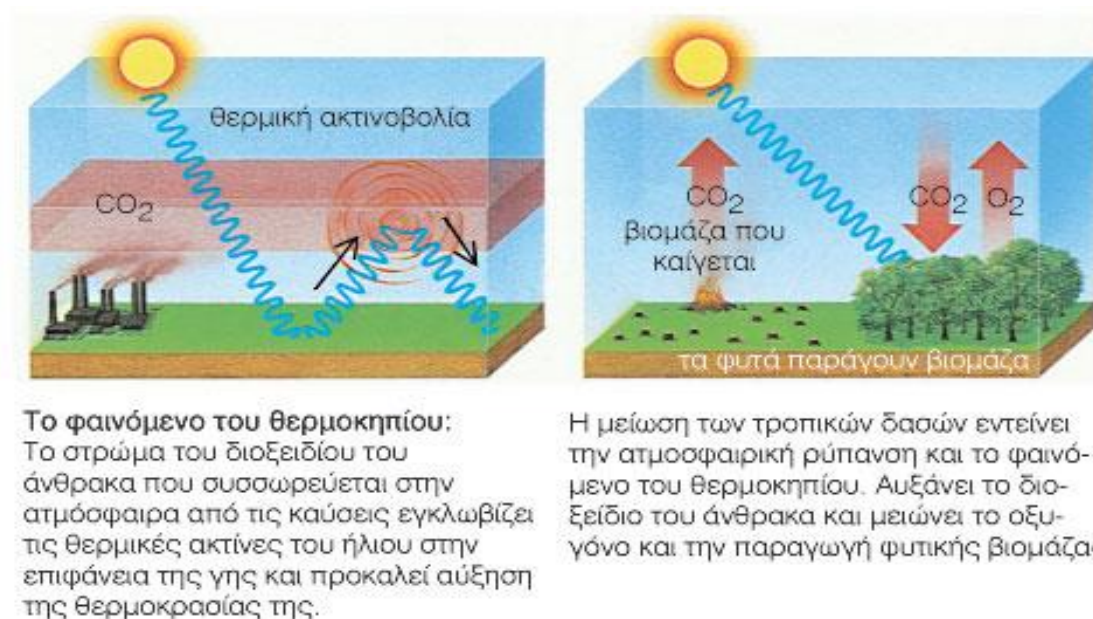 θερμική ακτινοβολία
CO2
CO2
βιομάζα που
καίγεται
CO2
O2
τα φυτά παράγουν βιομάζα
Το φαινόμενο του θερμοκηπίου:
Το στρώμα του διοξειδίου του
άνθρακα που συσσωρεύεται στην
ατμόσφαιρα από τις καύσεις εγκλωβίζει
τις θερμικές ακτίνες του ήλιου στην
επιφάνεια της γης και προκαλεί αύξηση
της θερμοκρασίας της.
Η μείωση των τροπικών δασών εντείνει
την ατμοσφαιρική ρύπανση και το φαινό-
μενο του θερμοκηπίου. Αυξάνει το διο-
ξείδιο του άνθρακα και μειώνει το οξυ-
γόνο και την παραγωγή φυτικής βιομάζας